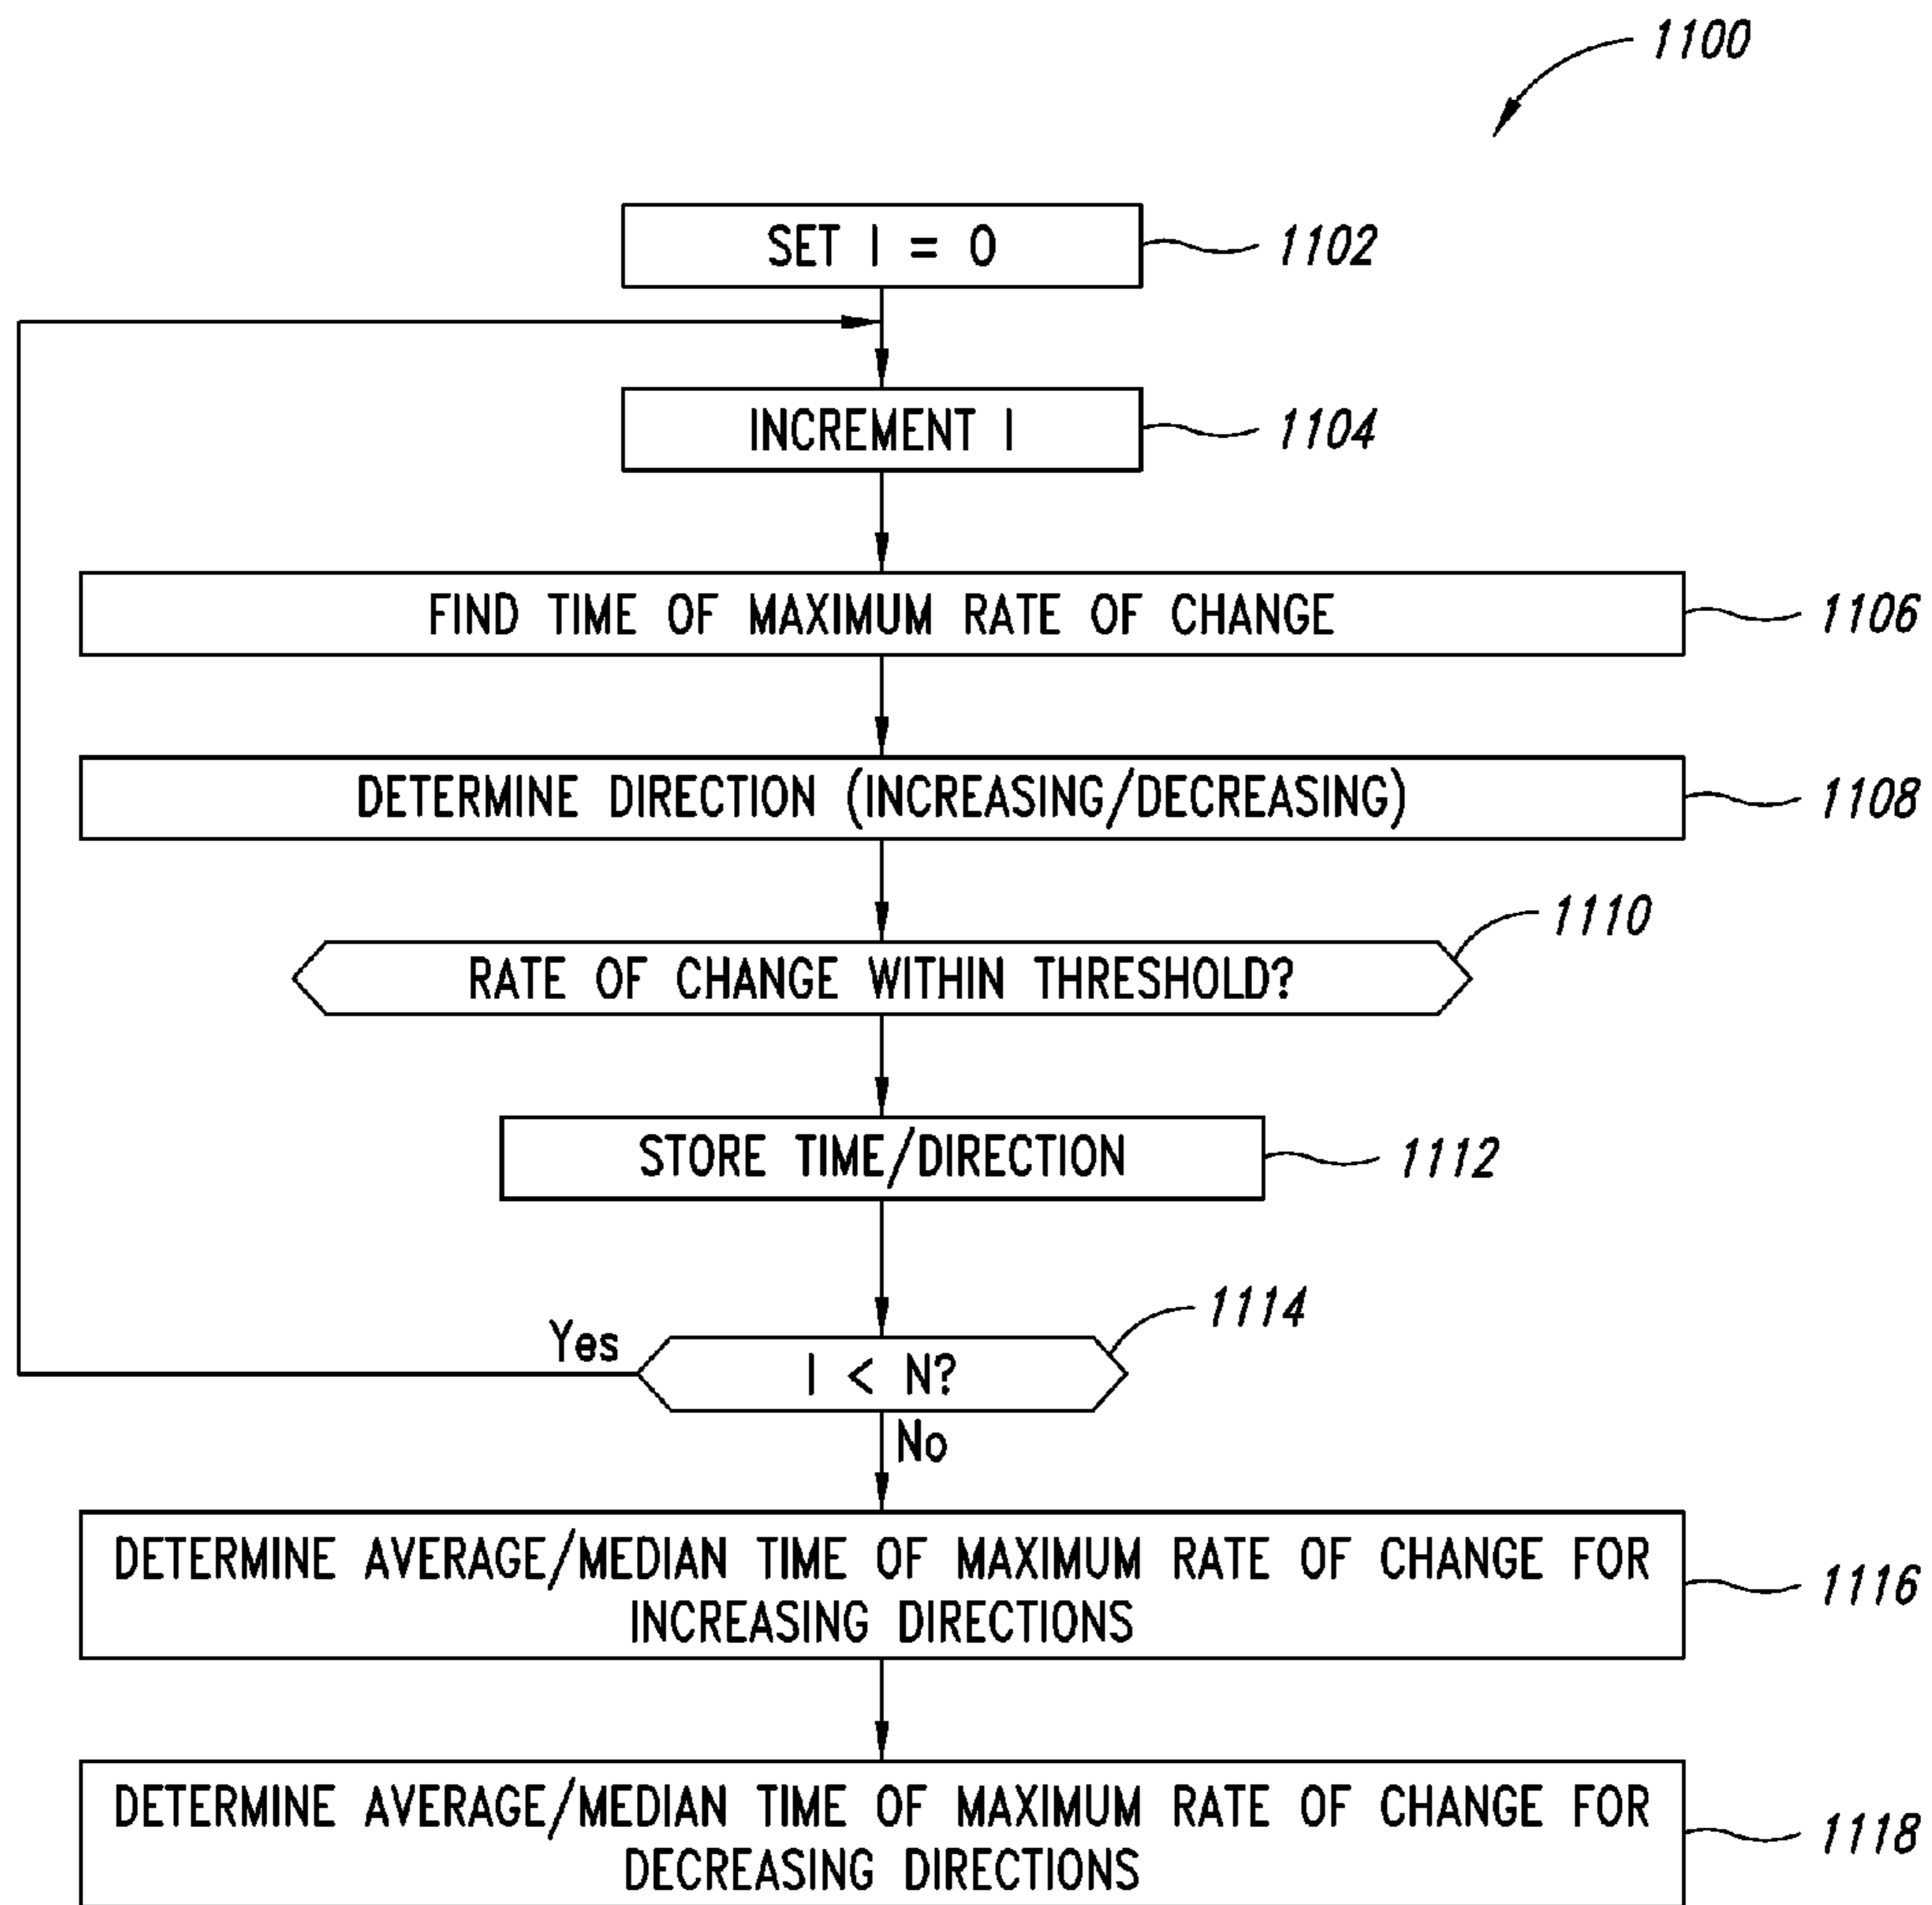 1100
SET I = 0
1102
INCREMENT I
1104
FIND TIME OF MAXIMUM RATE OF CHANGE
1106
DETERMINE DIRECTION (INCREASING/DECREASING)
1108
RATE OF CHANGE WITHIN THRESHOLD?
1110
STORE TIME/DIRECTION
1112
Yes
I < N?
1114
No
DETERMINE AVERAGE/MEDIAN TIME OF MAXIMUM RATE OF CHANGE FOR
INCREASING DIRECTIONS
1116
DETERMINE AVERAGE/MEDIAN TIME OF MAXIMUM RATE OF CHANGE FOR
DECREASING DIRECTIONS
1118